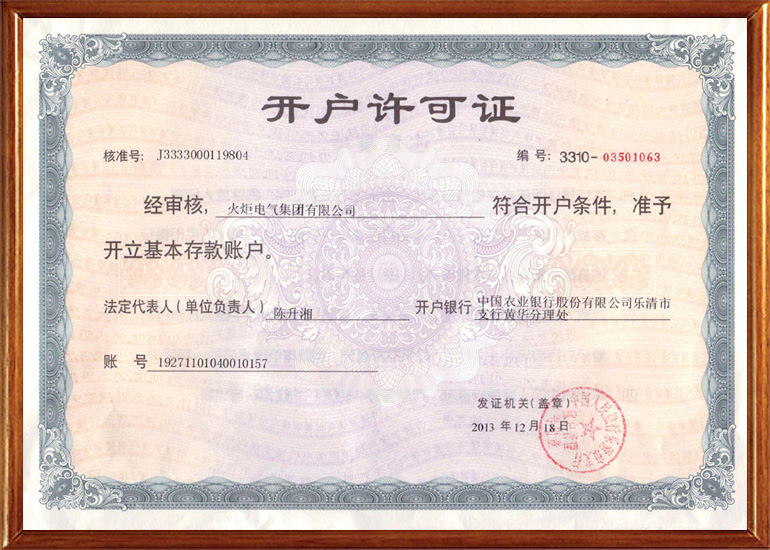 开户许可证
核准号: J3333000119804 编号: 3310-03501063
经审核, 火炬电气集团有限公司 符合开户条件, 准予
开立基本存款账户。
法定代表人(单位负责人) 陈升湘 开户银行 中国农业银行股份有限公司乐清市
支行黄华分理处
账 号 19271101040010157
发证机关(盖章)
2013 年 12 月 18 日